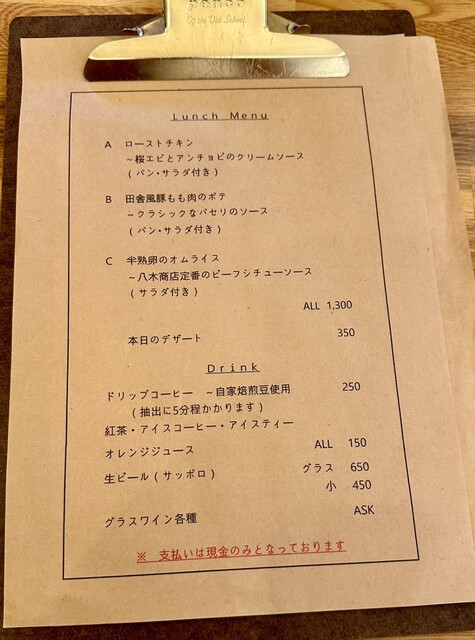 penco
Of the Old School.
Lunch Menu
A ローストチキン
~桜エビとアンチョビのクリームソース
(パン・サラダ付き)
B 田舎風豚もも肉のポテ
~クラシックなパセリのソース
(パン・サラダ付き)
C 半熟卵のオムライス
~八木商店定番のビーフシチューソース
(サラダ付き)
ALL 1,300
本日のデザート 350
Drink
ドリップコーヒー ~自家焙煎豆使用 250
(抽出に5分程かかります)
紅茶・アイスコーヒー・アイスティー
オレンジジュース ALL 150
生ビール(サッポロ) グラス 650
小 450
グラスワイン各種 ASK
※ 支払いは現金のみとなっております